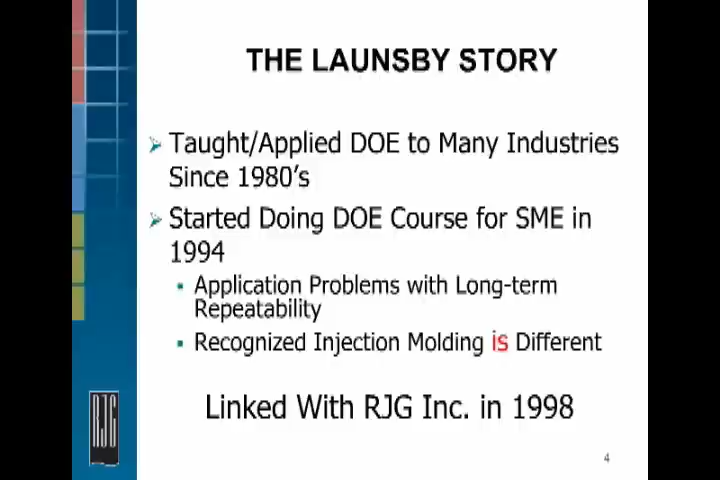 THE LAUNSBY STORY
Taught/Applied DOE to Many Industries
Since 1980's
Started Doing DOE Course for SME in
1994
Application Problems with Long-term
Repeatability
Recognized Injection Molding is Different
Linked With RJG Inc. in 1998
RJG
4